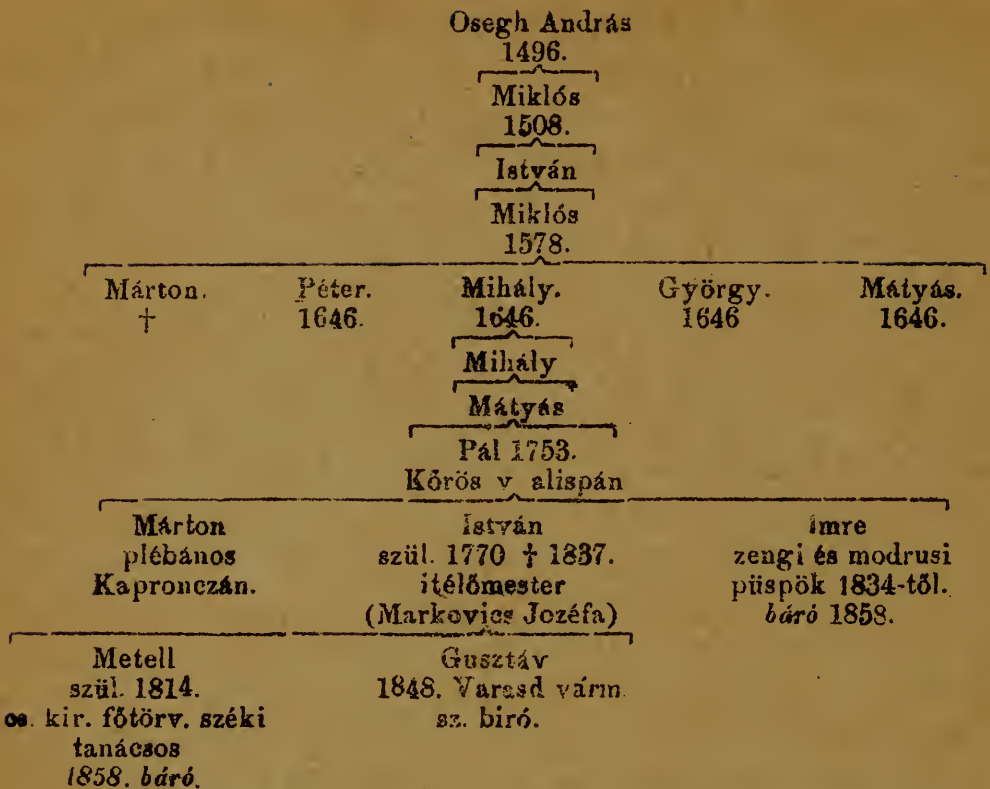 Osegh András
1496.
Miklós
1508.
István
Miklós
1578.
Márton. Péter. Mihály. György. Mátyás.
† 1646. 1646. 1646 1646.
Mihály
Mátyás
Pál 1753.
Kőrös v alispán
Márton István Imre
plébános szül. 1770 † 1837. zengi és modrusi
Kapronczán. itélőmester püspök 1834-től.
(Markovics Jozéfa) báró 1858.
Metell Gusztáv
szül. 1814. 1848. Varasd várm.
cs. kir. főtörv. széki sz. biró.
tanácsos
1858. báró.